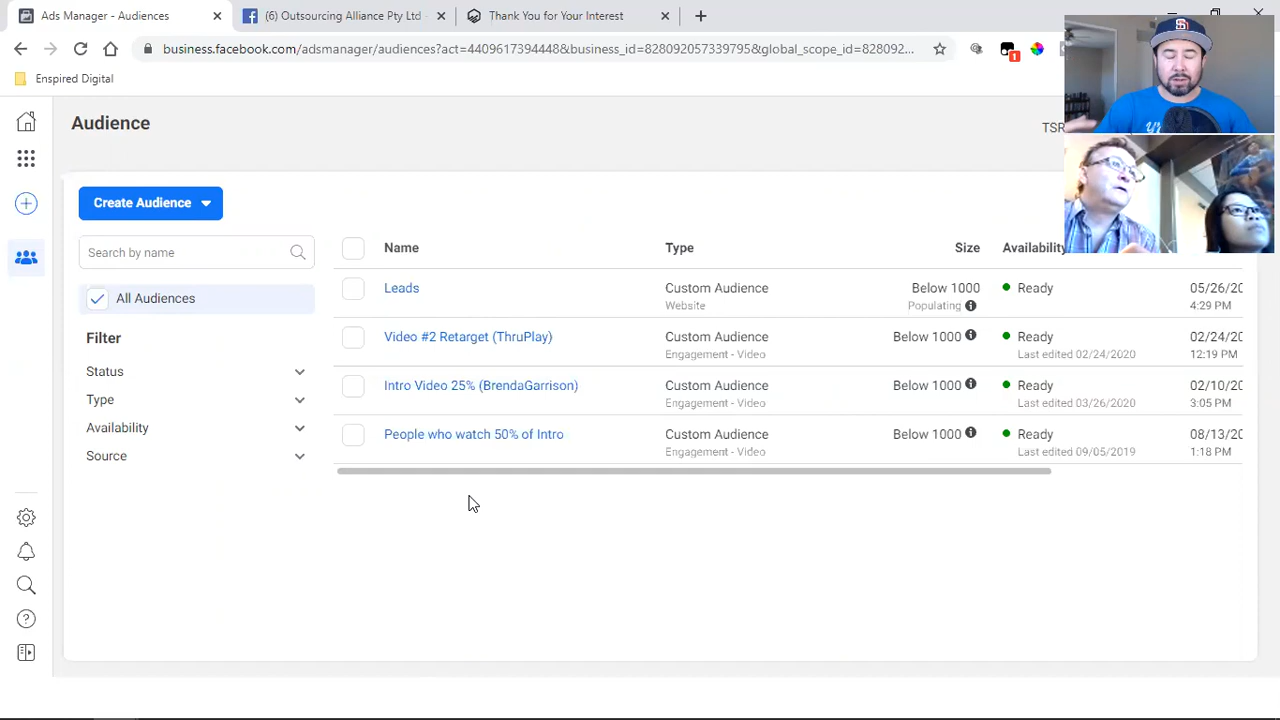 Ads Manager - Audiences
(6) Outsourcing Alliance Pty Ltd -
Thank You for Your Interest
business.facebook.com/adsmanager/audiences?act=4409617394448&business_id=828092057339795&global_scope_id=828092...
1
Enspired Digital
Audience
TSR
Create Audience
Search by name
All Audiences
Filter
Status
Type
Availability
Source
Name Type Size Availability
Leads Custom Audience Below 1000 Ready 05/26/20
Website Populating 4:29 PM
Video #2 Retarget (ThruPlay) Custom Audience Below 1000 Ready 02/24/20
Engagement - Video Last edited 02/24/2020 12:19 PM
Intro Video 25% (BrendaGarrison) Custom Audience Below 1000 Ready 02/10/20
Engagement - Video Last edited 03/26/2020 3:05 PM
People who watch 50% of Intro Custom Audience Below 1000 Ready 08/13/20
Engagement - Video Last edited 09/05/2019 1:18 PM